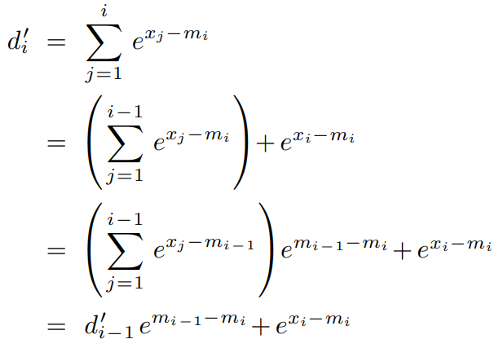 d′ᵢ = \sum_{j=1}^{i} e^{x_j - m_i}
= \left( \sum_{j=1}^{i-1} e^{x_j - m_i} \right) + e^{x_i - m_i}
= \left( \sum_{j=1}^{i-1} e^{x_j - m_{i-1}} \right) e^{m_{i-1} - m_i} + e^{x_i - m_i}
= d'_{i-1} e^{m_{i-1} - m_i} + e^{x_i - m_i}